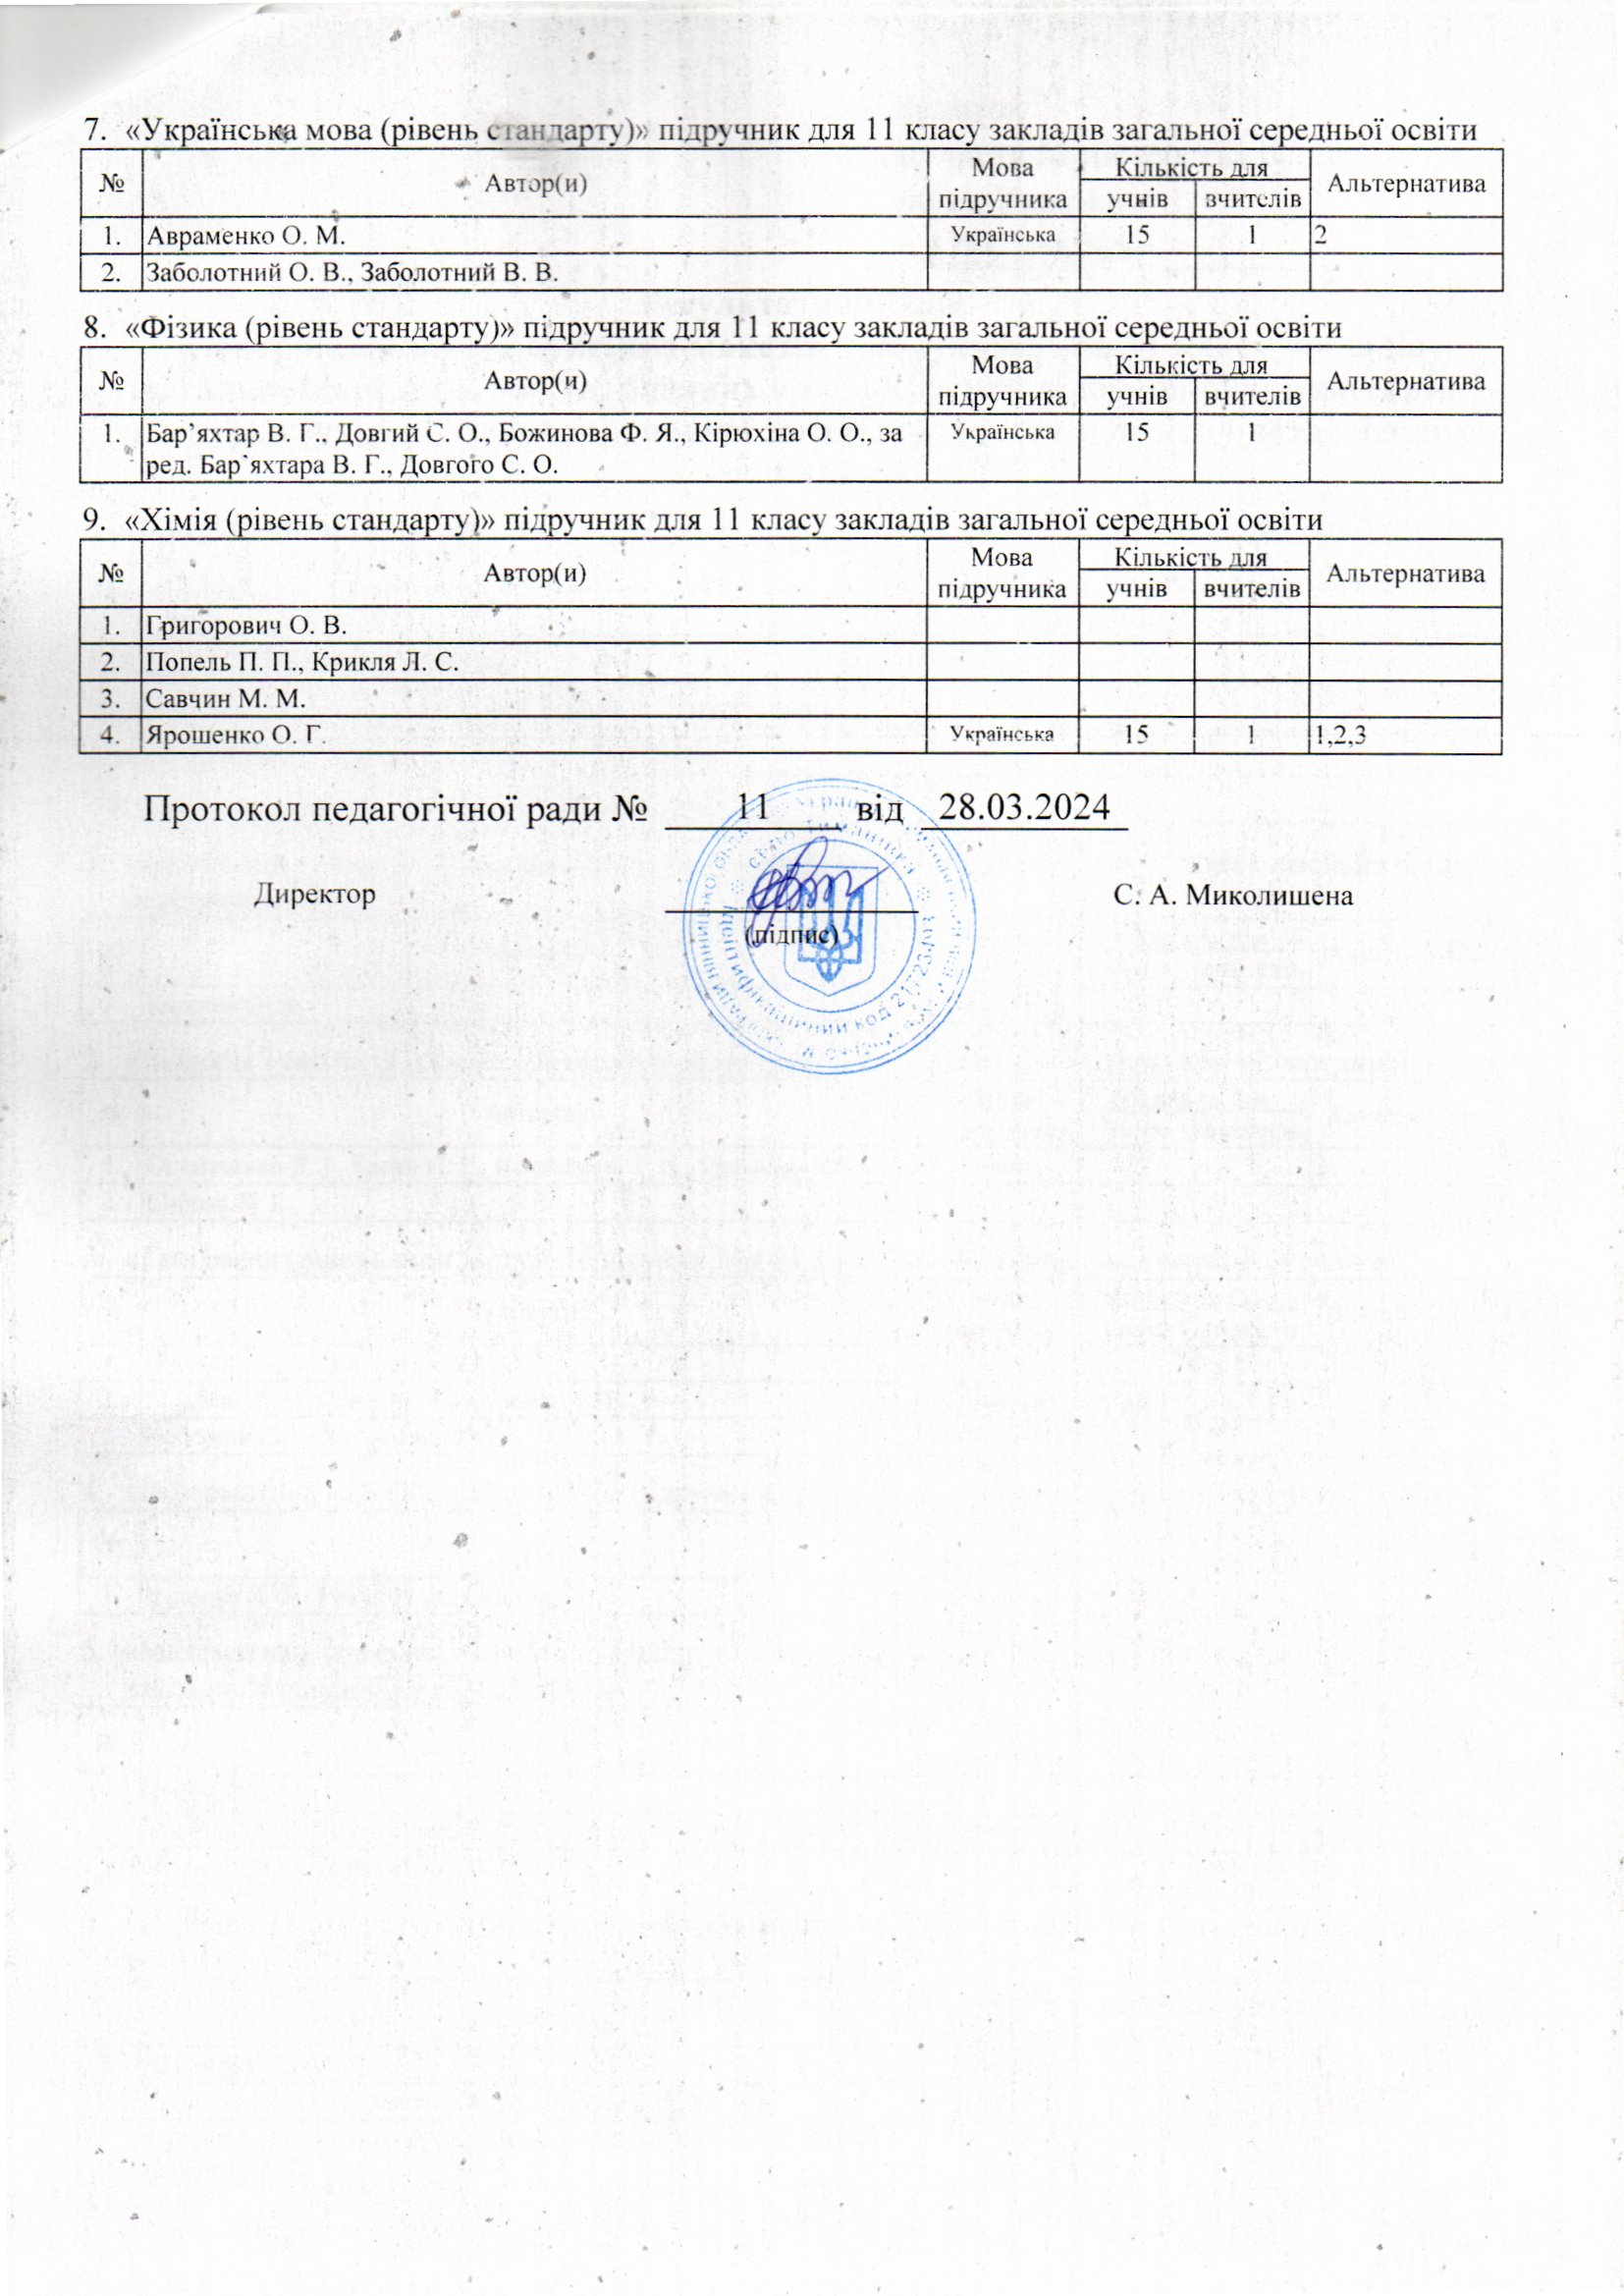 7. «Українська мова (рівень стандарту)» підручник для 11 класу закладів загальної середньої освіти
№ Автор(и) Мова підручника Кількість для учнів вчителів Альтернатива
1. Авраменко О. М. Українська 15 1 2
2. Заболотний О. В., Заболотний В. В.
8. «Фізика (рівень стандарту)» підручник для 11 класу закладів загальної середньої освіти
№ Автор(и) Мова підручника Кількість для учнів вчителів Альтернатива
1. Бар’яхтар В. Г., Довгий С. О., Божинова Ф. Я., Кірюхіна О. О., за Українська 15 1
ред. Бар`яхтара В. Г., Довгого С. О.
9. «Хімія (рівень стандарту)» підручник для 11 класу закладів загальної середньої освіти
№ Автор(и) Мова підручника Кількість для учнів вчителів Альтернатива
1. Григорович О. В.
2. Попель П. П., Крикля Л. С.
3. Савчин М. М.
4. Ярошенко О. Г. Українська 15 1 1,2,3
Протокол педагогічної ради № 11 від 28.03.2024
Директор С. А. Миколишена
(підпис)
село Тиманівка
код